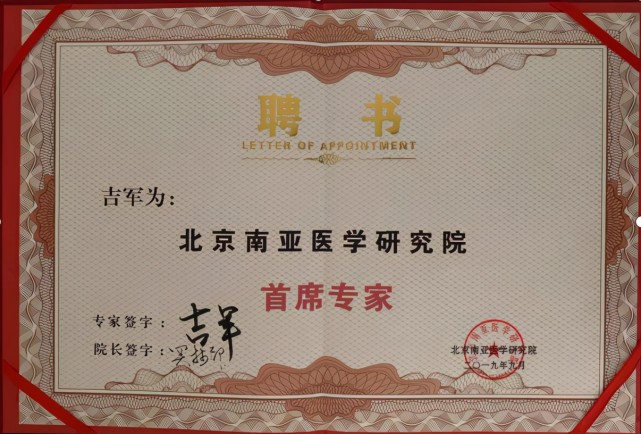 聘 书
LETTER OF APPOINTMENT
吉军为：
北京南亚医学研究院
首席专家
专家签字： 吉军
院长签字：
北京南亚医学研究院
二〇一九年九月